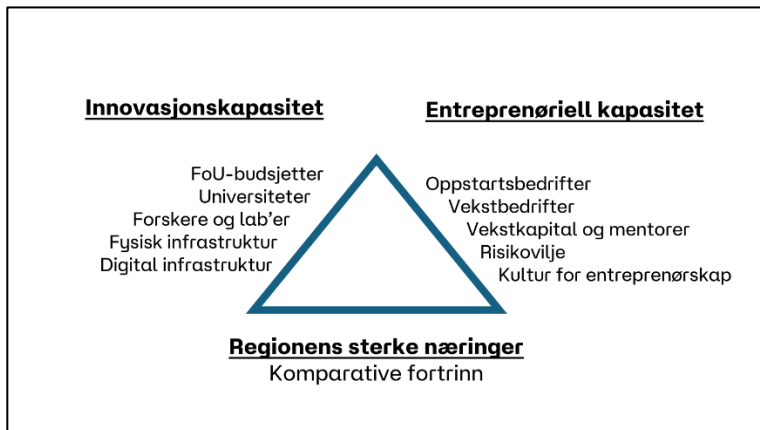 Innovasjonskapasitet
FoU-budsjetter
Universiteter
Forskere og lab’er
Fysisk infrastruktur
Digital infrastruktur
Entreprenøriell kapasitet
Oppstartsbedrifter
Vekstbedrifter
Vekstkapital og mentorer
Risikovilje
Kultur for entreprenørskap
Regionens sterke næringer
Komparative fortrinn